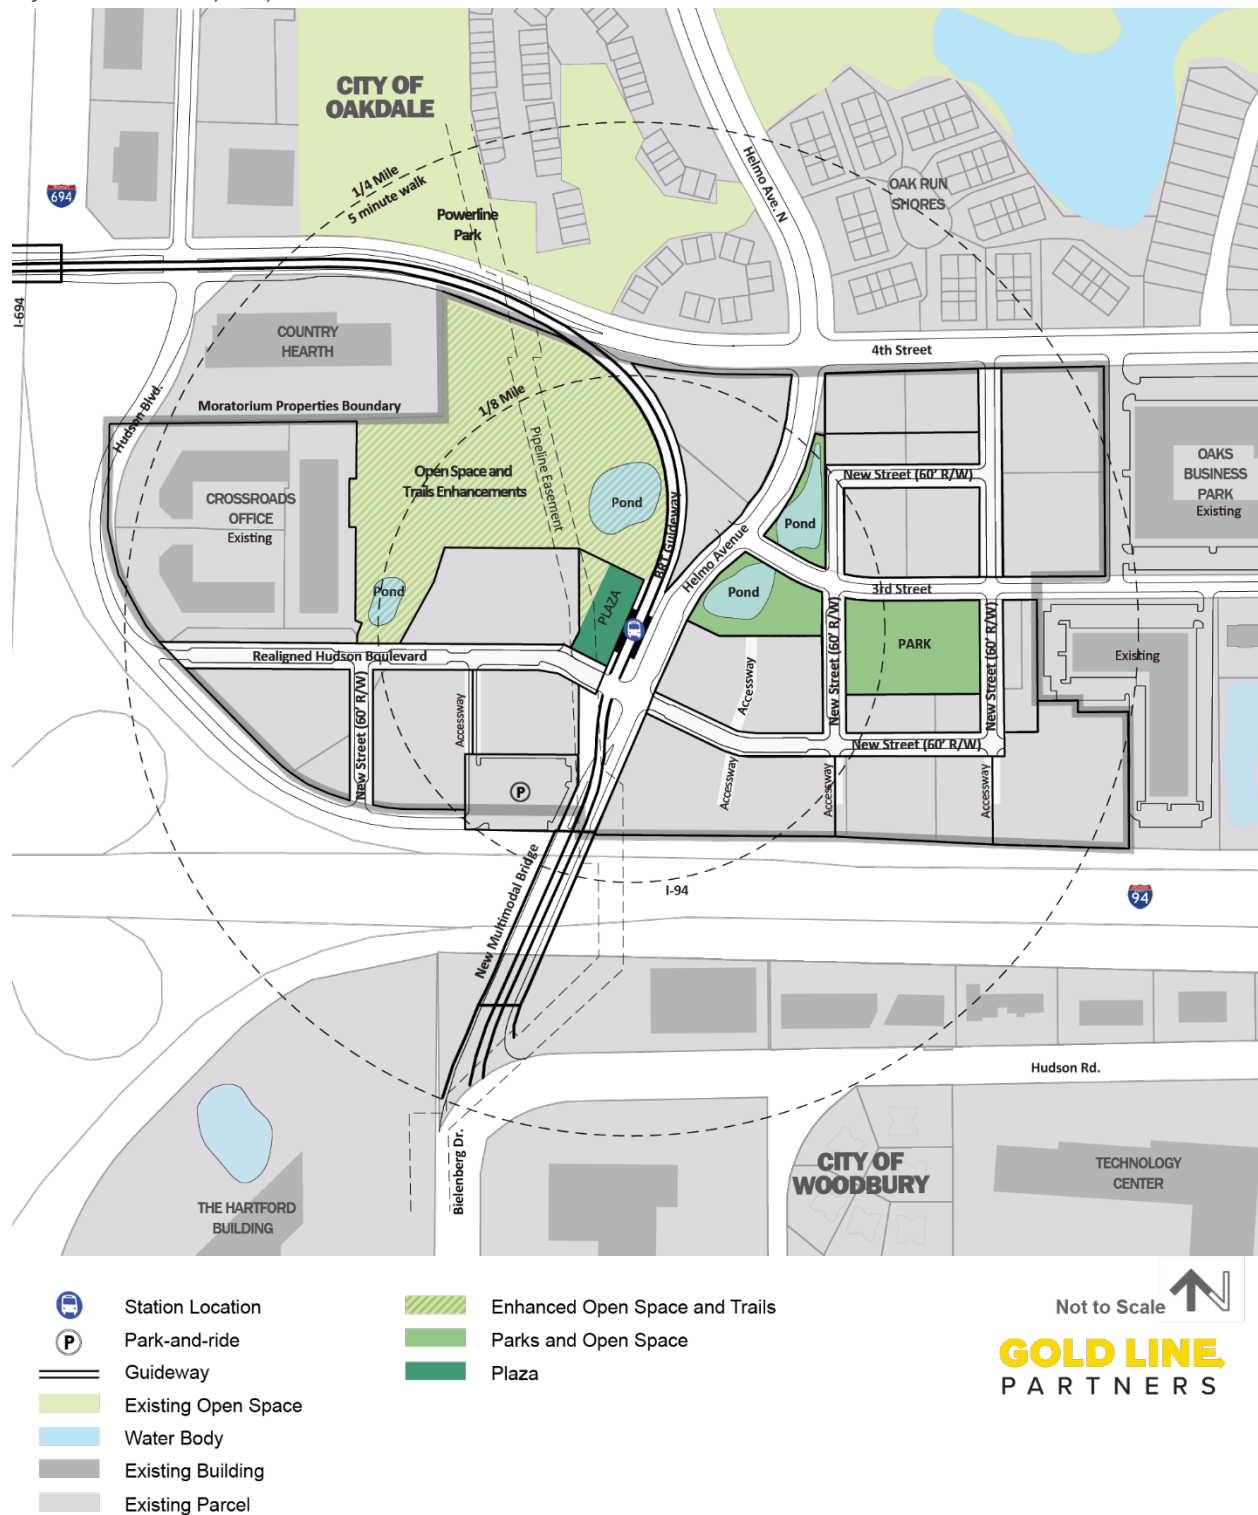 CITY OF
OAKDALE
INTERSTATE
694
1/4 Mile
5 minute walk
Powerline
Park
Helmo Ave. N
OAK RUN
SHORES
I-694
COUNTRY
HEARTH
4th Street
Hudson Blvd.
Moratorium Properties Boundary
1/8 Mile
Pipeline Easement
Open Space and
Trails Enhancements
Pond
BRT Guideway
Helmo Avenue
Pond
New Street (60' R/W)
OAKS
BUSINESS
PARK
Existing
CROSSROADS
OFFICE
Existing
Pond
PLAZA
Pond
3rd Street
PARK
Existing
Realigned Hudson Boulevard
New Street (60' R/W)
Accessway
Accessway
New Street (60' R/W)
New Street (60' R/W)
New Street (60' R/W)
Accessway
Accessway
Accessway
P
New Multimodal Bridge
I-94
94
Hudson Rd.
Bielenberg Dr.
CITY OF
WOODBURY
TECHNOLOGY
CENTER
THE HARTFORD
BUILDING
Station Location
P
Park-and-ride
Guideway
Existing Open Space
Water Body
Existing Building
Existing Parcel
Enhanced Open Space and Trails
Parks and Open Space
Plaza
Not to Scale
N
GOLD LINE
PARTNERS